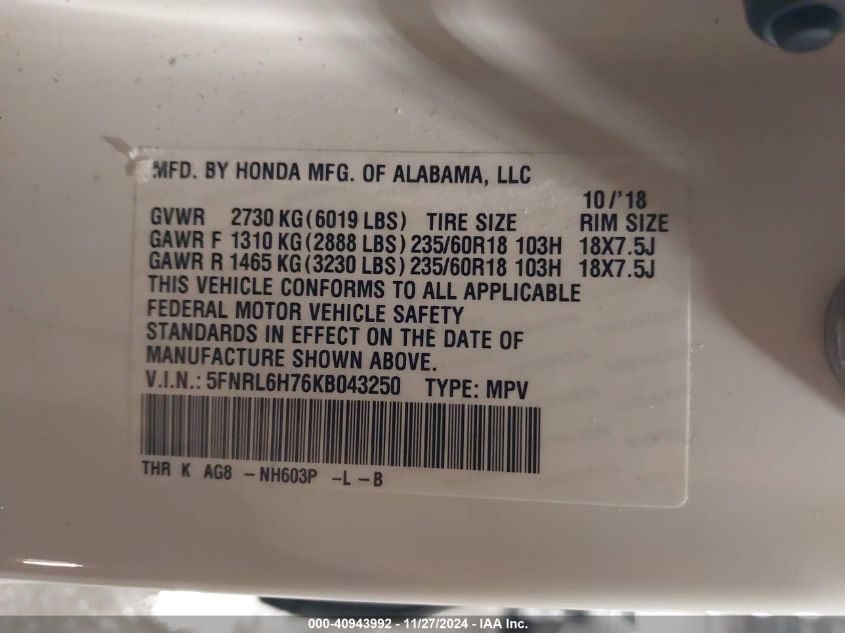 MFD. BY HONDA MFG. OF ALABAMA, LLC
10/'18
GVWR 2730 KG(6019 LBS) TIRE SIZE RIM SIZE
GAWR F 1310 KG(2888 LBS) 235/60R18 103H 18X7.5J
GAWR R 1465 KG(3230 LBS) 235/60R18 103H 18X7.5J
THIS VEHICLE CONFORMS TO ALL APPLICABLE
FEDERAL MOTOR VEHICLE SAFETY
STANDARDS IN EFFECT ON THE DATE OF
MANUFACTURE SHOWN ABOVE.
V.I.N.: 5FNRL6H76KB043250 TYPE: MPV
THR K AG8 -NH603P -L -B
000-40943992 - 11/27/2024 - IAA Inc.